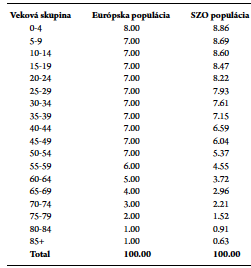 Veková skupina Európska populácia SZO populácia
0-4 8.00 8.86
5-9 7.00 8.69
10-14 7.00 8.60
15-19 7.00 8.47
20-24 7.00 8.22
25-29 7.00 7.93
30-34 7.00 7.61
35-39 7.00 7.15
40-44 7.00 6.59
45-49 7.00 6.04
50-54 7.00 5.37
55-59 6.00 4.55
60-64 5.00 3.72
65-69 4.00 2.96
70-74 3.00 2.21
75-79 2.00 1.52
80-84 1.00 0.91
85+ 1.00 0.63
Total 100.00 100.00